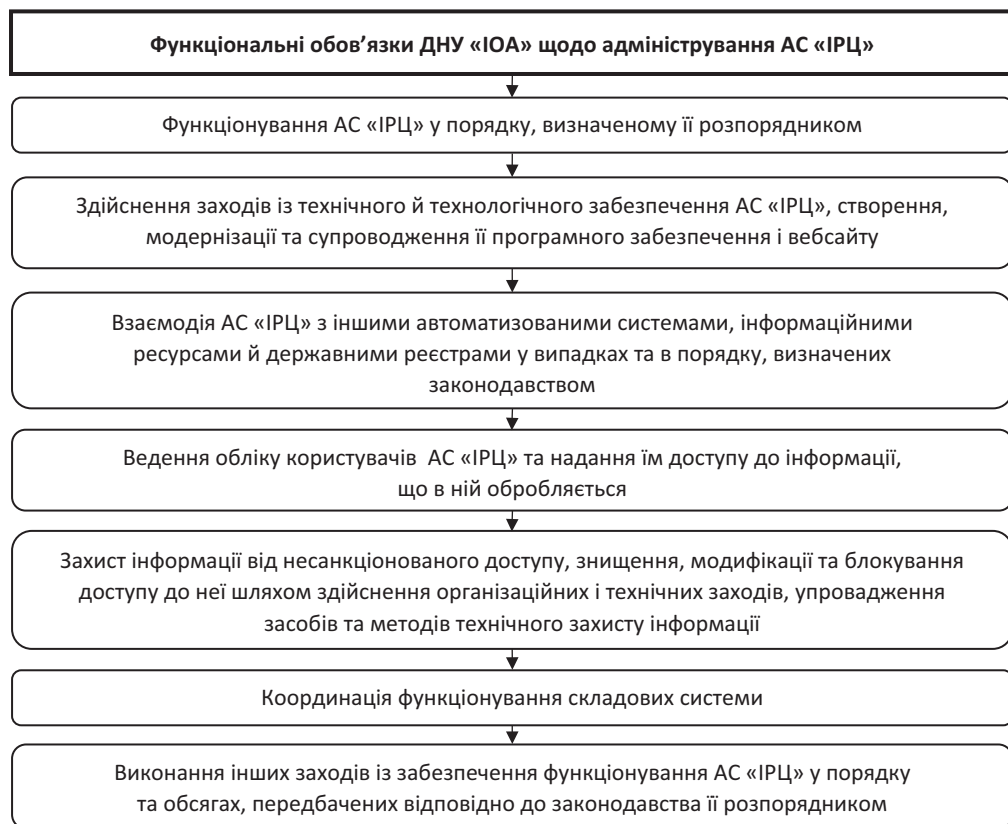 Функціональні обов’язки ДНУ «ІОА» щодо адміністрування АС «ІРЦ»
Функціонування АС «ІРЦ» у порядку, визначеному її розпорядником
Здійснення заходів із технічного й технологічного забезпечення АС «ІРЦ», створення,
модернізації та супроводження її програмного забезпечення і вебсайту
Взаємодія АС «ІРЦ» з іншими автоматизованими системами, інформаційними
ресурсами й державними реєстрами у випадках та в порядку, визначених
законодавством
Ведення обліку користувачів АС «ІРЦ» та надання їм доступу до інформації,
що в ній обробляється
Захист інформації від несанкціонованого доступу, знищення, модифікації та блокування
доступу до неї шляхом здійснення організаційних і технічних заходів, упровадження
засобів та методів технічного захисту інформації
Координація функціонування складових системи
Виконання інших заходів із забезпечення функціонування АС «ІРЦ» у порядку
та обсягах, передбачених відповідно до законодавства її розпорядником